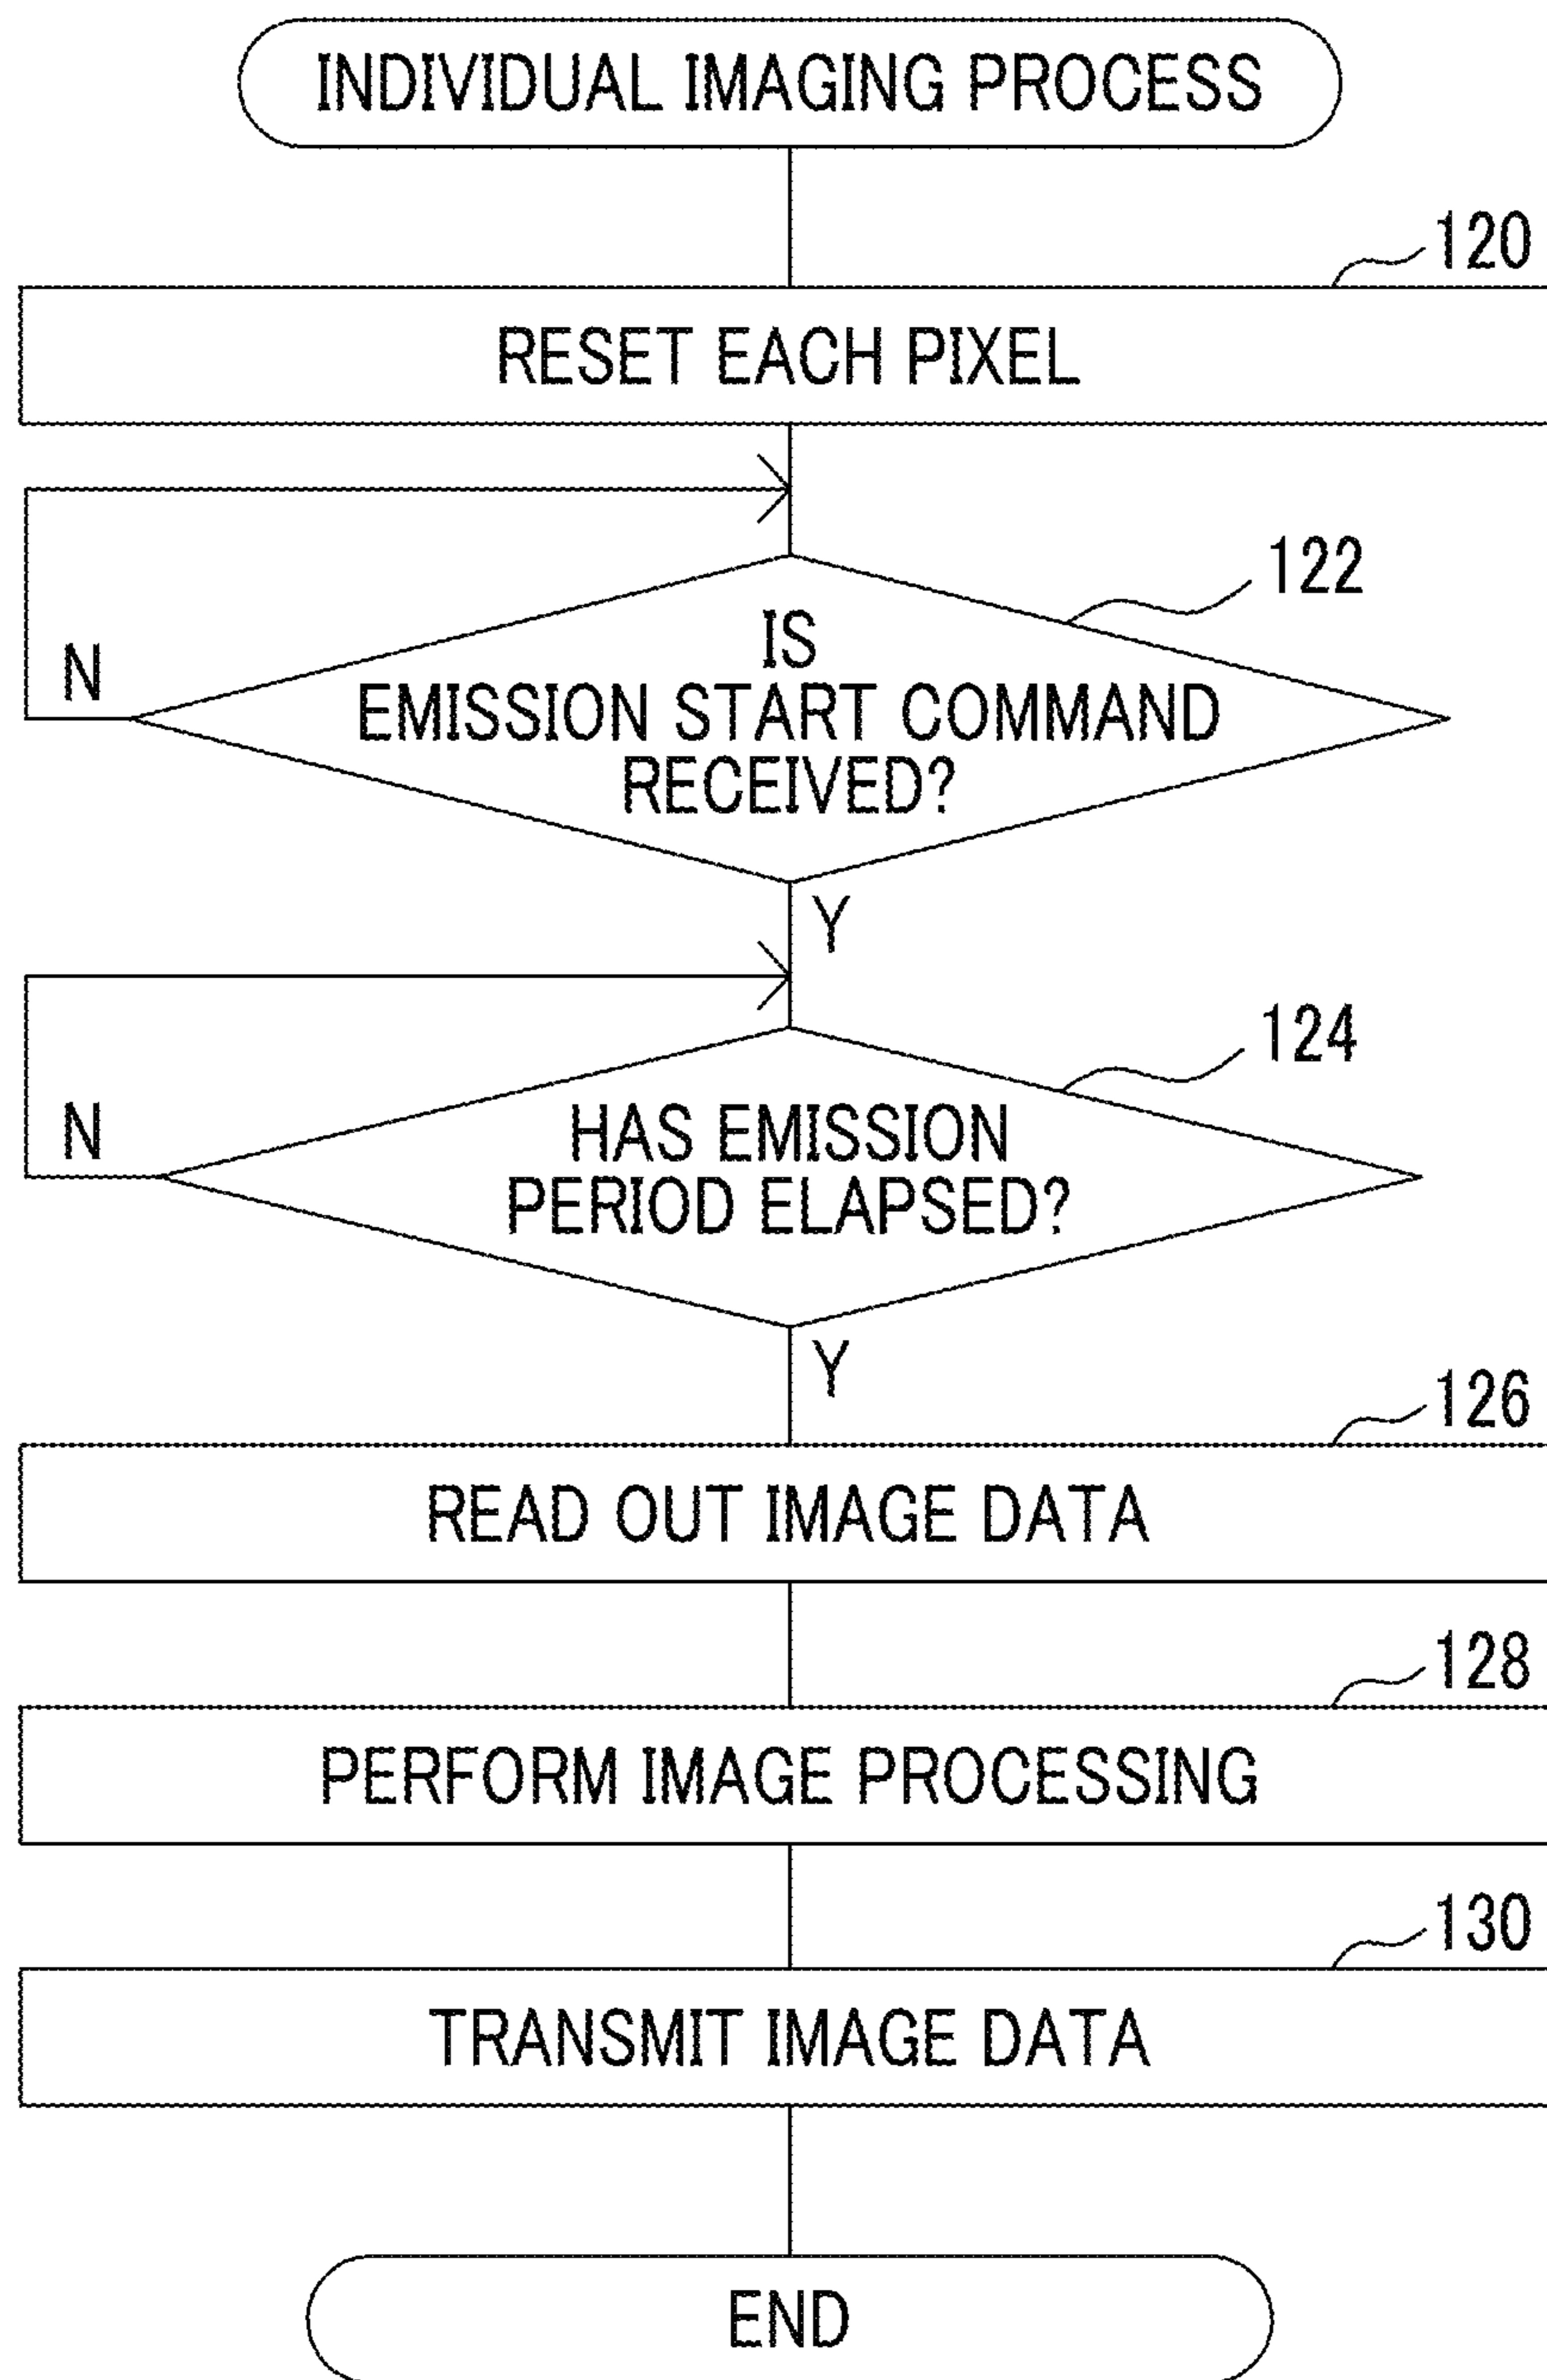 INDIVIDUAL IMAGING PROCESS
120
RESET EACH PIXEL
122
IS
EMISSION START COMMAND
RECEIVED?
N
Y
124
HAS EMISSION
PERIOD ELAPSED?
N
Y
126
READ OUT IMAGE DATA
128
PERFORM IMAGE PROCESSING
130
TRANSMIT IMAGE DATA
END